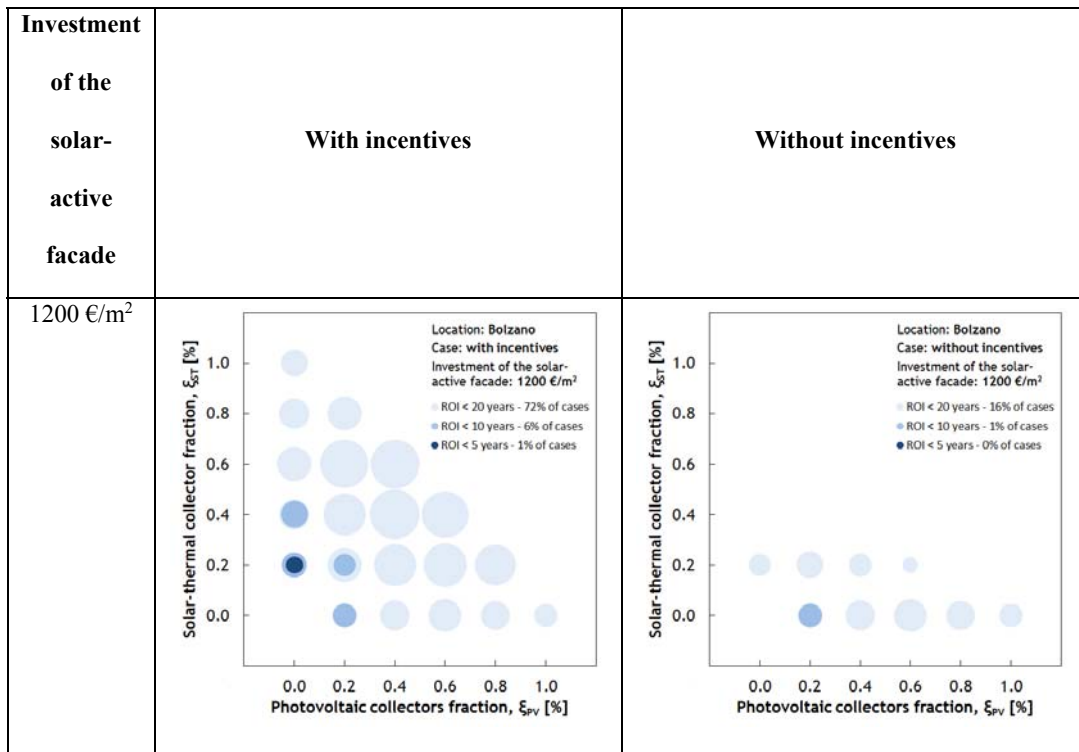 Investment
of the
solar-
active
facade
With incentives
Without incentives
1200 €/m²
Location: Bolzano
Case: with incentives
Investment of the solar-
active facade: 1200 €/m²
ROI < 20 years - 72% of cases
ROI < 10 years - 6% of cases
ROI < 5 years - 1% of cases
Solar-thermal collector fraction, ξST [%]
1.0
0.8
0.6
0.4
0.2
0.0
0.0 0.2 0.4 0.6 0.8 1.0
Photovoltaic collectors fraction, ξPV [%]
Location: Bolzano
Case: without incentives
Investment of the solar-
active facade: 1200 €/m²
ROI < 20 years - 16% of cases
ROI < 10 years - 1% of cases
ROI < 5 years - 0% of cases
Solar-thermal collector fraction, ξST [%]
1.0
0.8
0.6
0.4
0.2
0.0
0.0 0.2 0.4 0.6 0.8 1.0
Photovoltaic collectors fraction, ξPV [%]